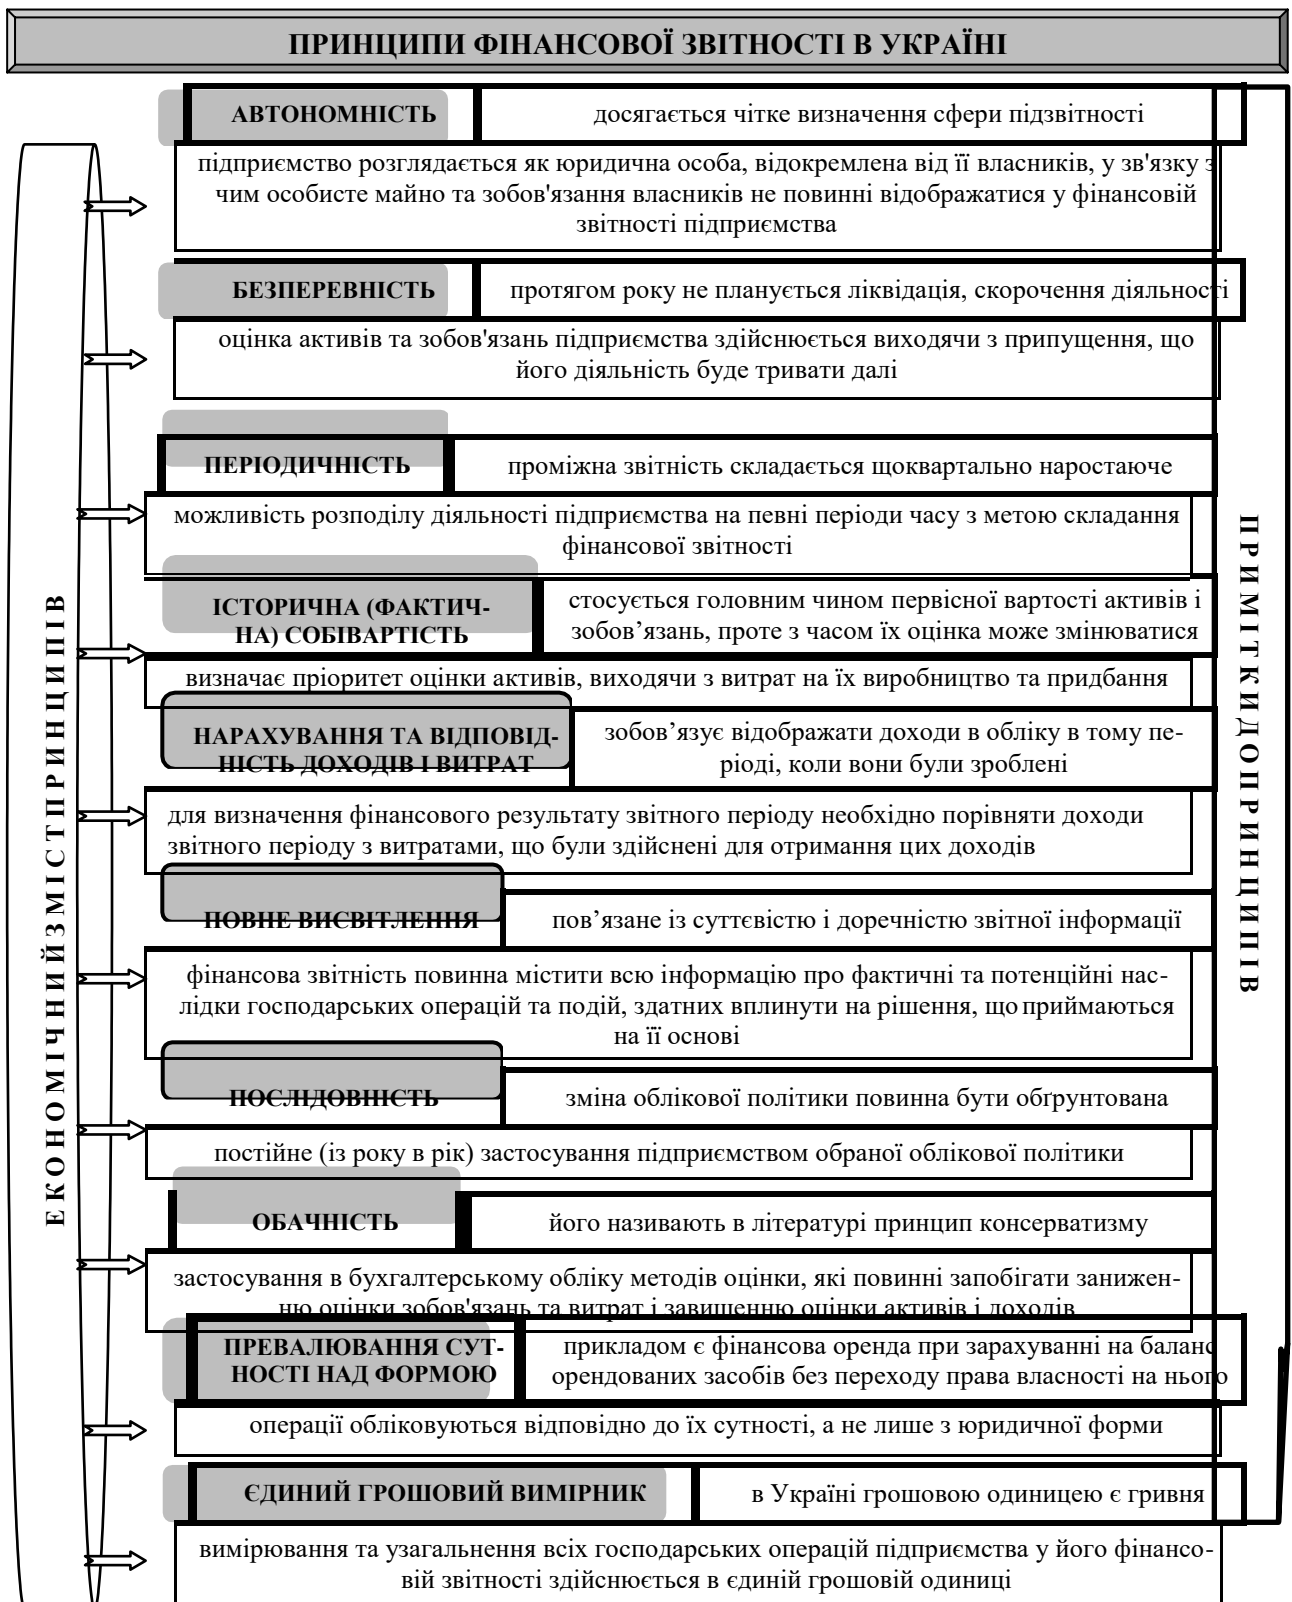 ПРИНЦИПИ ФІНАНСОВОЇ ЗВІТНОСТІ В УКРАЇНІ
АВТОНОМНІСТЬ
досягається чітке визначення сфери підзвітності
підприємство розглядається як юридична особа, відокремлена від її власників, у зв'язку з
чим особисте майно та зобов'язання власників не повинні відображатися у фінансовій
звітності підприємства
БЕЗПЕРЕВНІСТЬ
протягом року не планується ліквідація, скорочення діяльності
оцінка активів та зобов'язань підприємства здійснюється виходячи з припущення, що
його діяльність буде тривати далі
ПЕРІОДИЧНІСТЬ
проміжна звітність складається щоквартально наростаюче
можливість розподілу діяльності підприємства на певні періоди часу з метою складання
фінансової звітності
ІСТОРИЧНА (ФАКТИЧ-
НА) СОБІВАРТІСТЬ
стосується головним чином первісної вартості активів і
зобов’язань, проте з часом їх оцінка може змінюватися
визначає пріоритет оцінки активів, виходячи з витрат на їх виробництво та придбання
НАРАХУВАННЯ ТА ВІДПОВІД-
НІСТЬ ДОХОДІВ І ВИТРАТ
зобов’язує відображати доходи в обліку в тому пе-
ріоді, коли вони були зроблені
для визначення фінансового результату звітного періоду необхідно порівняти доходи
звітного періоду з витратами, що були здійснені для отримання цих доходів
ПОВНЕ ВИСВІТЛЕННЯ
пов’язане із суттєвістю і доречністю звітної інформації
фінансова звітність повинна містити всю інформацію про фактичні та потенційні нас-
лідки господарських операцій та подій, здатних вплинути на рішення, що приймаються
на її основі
ПОСЛІДОВНІСТЬ
зміна облікової політики повинна бути обґрунтована
постійне (із року в рік) застосування підприємством обраної облікової політики
ОБАЧНІСТЬ
його називають в літературі принцип консерватизму
застосування в бухгалтерському обліку методів оцінки, які повинні запобігати занижен-
ню оцінки зобов'язань та витрат і завищенню оцінки активів і доходів
ПРЕВАЛЮВАННЯ СУТ-
НОСТІ НАД ФОРМОЮ
прикладом є фінансова оренда при зарахуванні на баланс
орендованих засобів без переходу права власності на нього
операції обліковуються відповідно до їх сутності, а не лише з юридичної форми
ЄДИНИЙ ГРОШОВИЙ ВИМІРНИК
в Україні грошовою одиницею є гривня
вимірювання та узагальнення всіх господарських операцій підприємства у його фінансо-
вій звітності здійснюється в єдиній грошовій одиниці
ЕКОНОМІЧНИЙЗМІСТПРИНЦИПІВ
ПРИМІТКИДОПРИНЦИПІВ